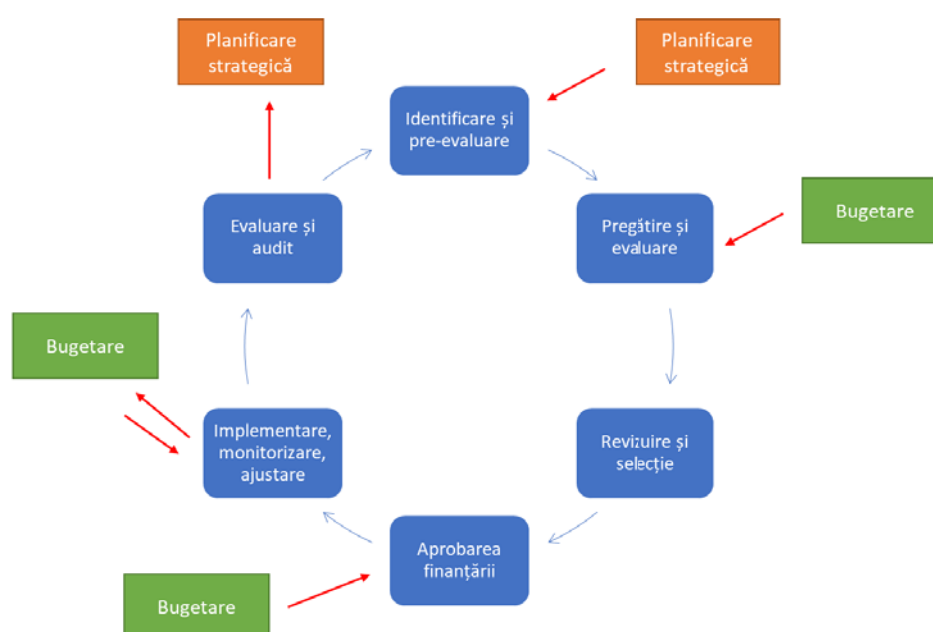 Planificare
strategică
Planificare
strategică
Identificare și
pre-evaluare
Evaluare și
audit
Pregătire și
evaluare
Bugetare
Bugetare
Implementare,
monitorizare,
ajustare
Revizuire și
selecție
Aprobarea
finanțării
Bugetare